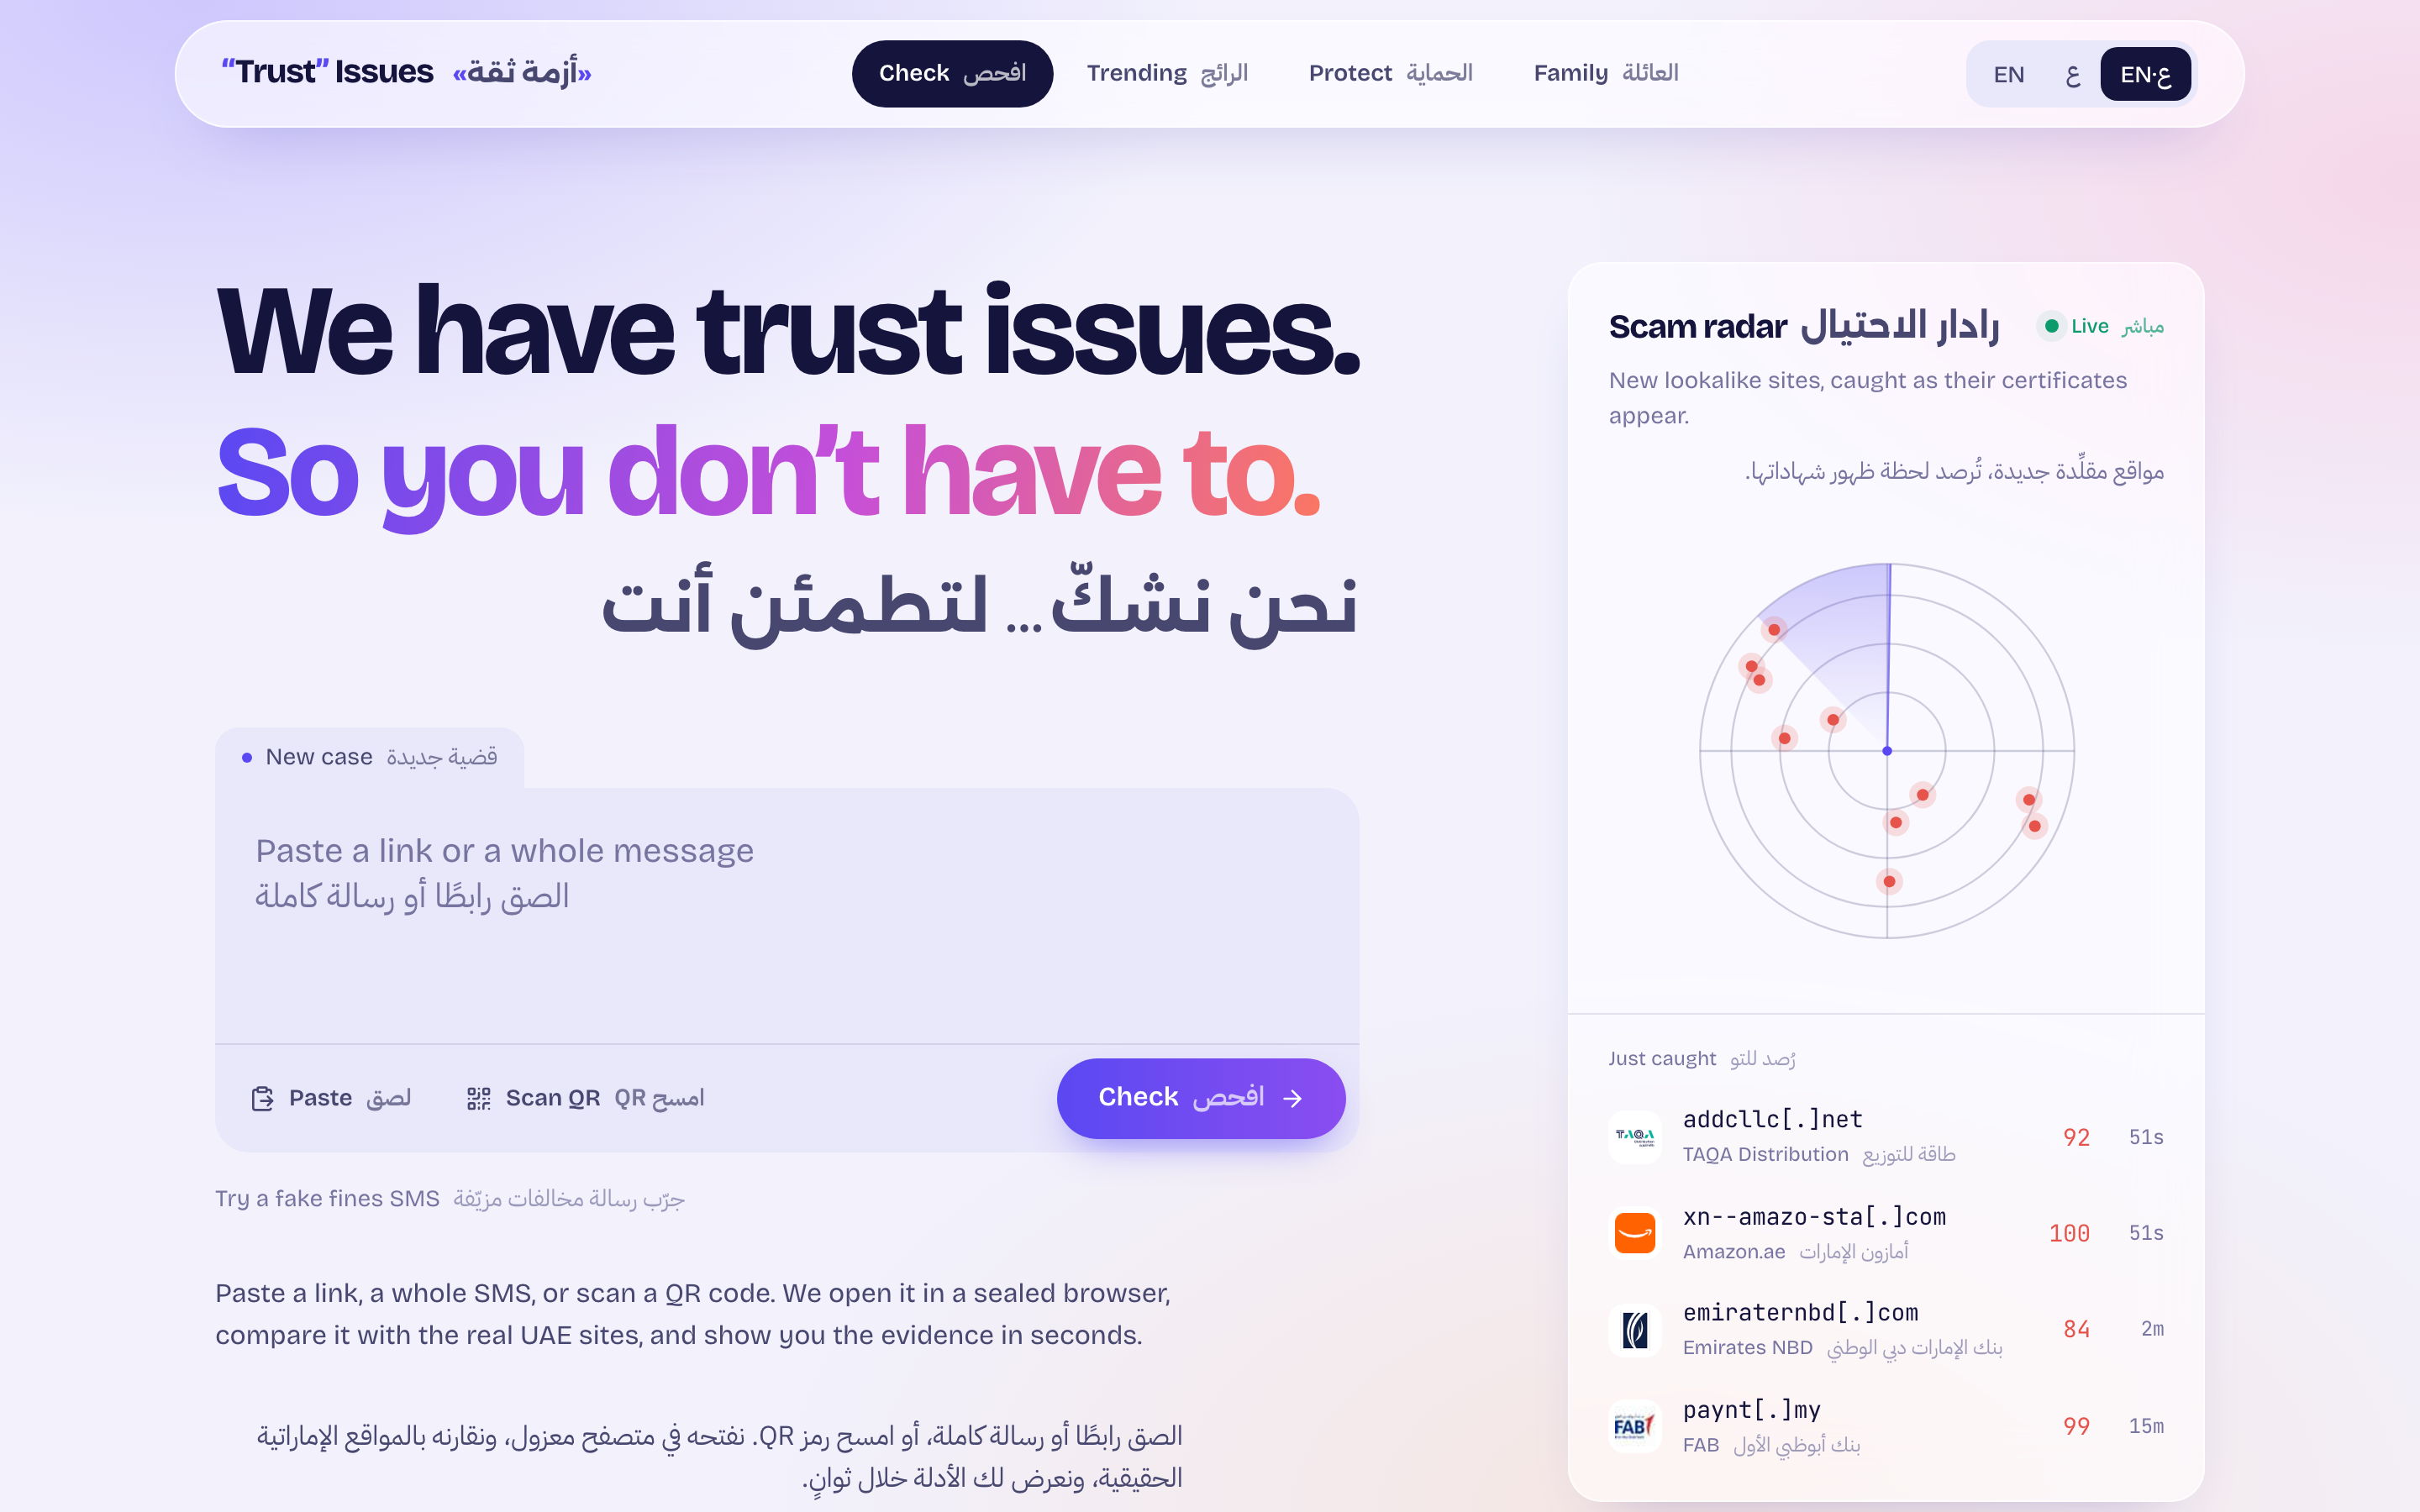 “Trust” Issues «أزمة ثقة»
Check افحص
Trending الرائج
Protect الحماية
Family العائلة
EN
ع
EN·ع
We have trust issues.
So you don’t have to.
نحن نشكّ... لتطمئن أنت
New case قضية جديدة
Paste a link or a whole message
الصق رابطًا أو رسالة كاملة
Paste لصق
Scan QR امسح QR
Check افحص
Try a fake fines SMS جرّب رسالة مخالفات مزيّفة
Paste a link, a whole SMS, or scan a QR code. We open it in a sealed browser,
compare it with the real UAE sites, and show you the evidence in seconds.
الصق رابطًا أو رسالة كاملة، أو امسح رمز QR. نفتحه في متصفح معزول، ونقارنه بالمواقع الإماراتية
الحقيقية، ونعرض لك الأدلة خلال ثوانٍ.
Scam radar رادار الاحتيال
Live مباشر
New lookalike sites, caught as their certificates
appear.
مواقع مقلِّدة جديدة، تُرصد لحظة ظهور شهاداتها.
Just caught رُصد للتو
TAQA
addcllc[.]net
TAQA Distribution طاقة للتوزيع
92 51s
xn--amazo-sta[.]com
Amazon.ae أمازون الإمارات
100 51s
emiraternbd[.]com
Emirates NBD بنك الإمارات دبي الوطني
84 2m
FAB
paynt[.]my
FAB بنك أبوظبي الأول
99 15m